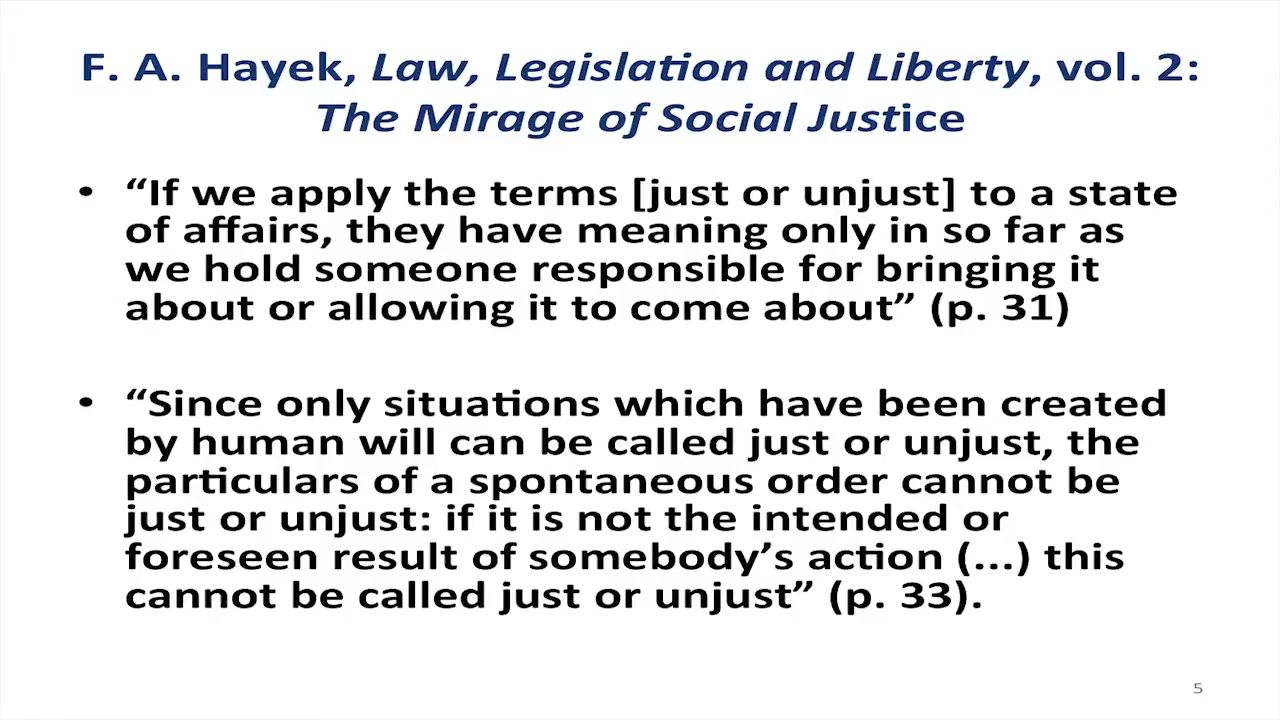 F. A. Hayek, Law, Legislation and Liberty, vol. 2:
The Mirage of Social Justice
• “If we apply the terms [just or unjust] to a state
of affairs, they have meaning only in so far as
we hold someone responsible for bringing it
about or allowing it to come about” (p. 31)
• “Since only situations which have been created
by human will can be called just or unjust, the
particulars of a spontaneous order cannot be
just or unjust: if it is not the intended or
foreseen result of somebody’s action (...) this
cannot be called just or unjust” (p. 33).
5